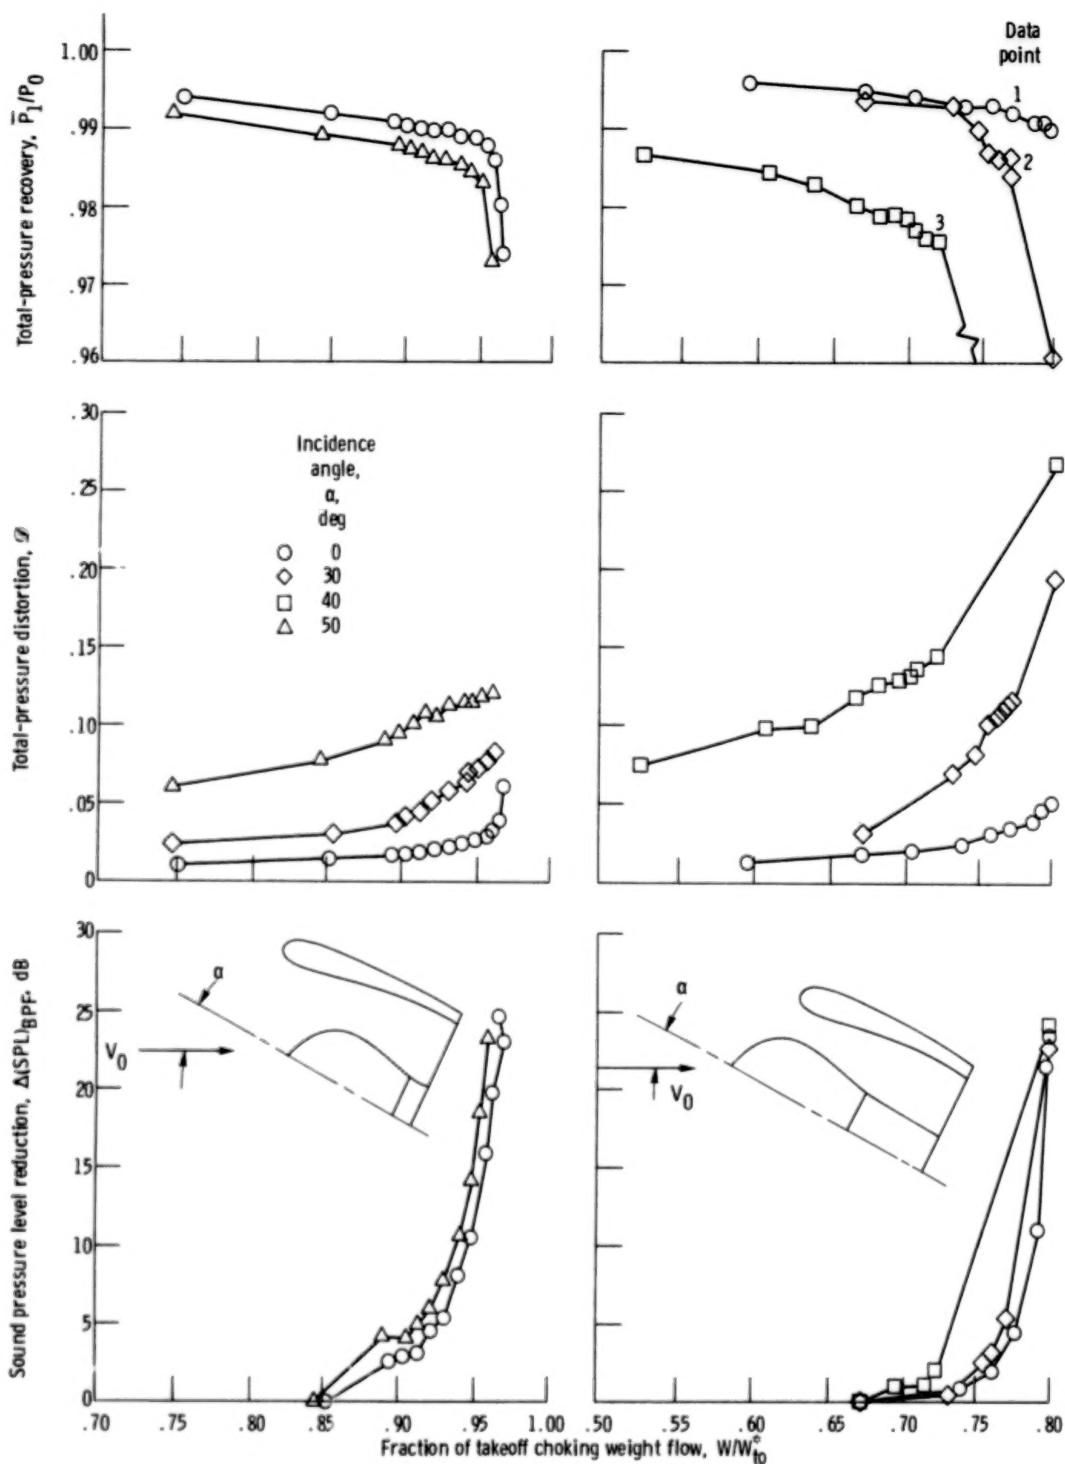 Data
point
1.00
.99
.98
.97
.96
Total-pressure recovery, P̅1/P0
1
2
3
.30
.25
.20
.15
.10
.05
0
Total-pressure distortion, 𝒟
Incidence
angle,
α,
deg
0
30
40
50
30
25
20
15
10
5
0
Sound pressure level reduction, Δ(SPL)BPF, dB
α
V0
α
V0
.70 .75 .80 .85 .90 .95 1.00
.50 .60 .70 .80
Fraction of takeoff choking weight flow, W/W*to